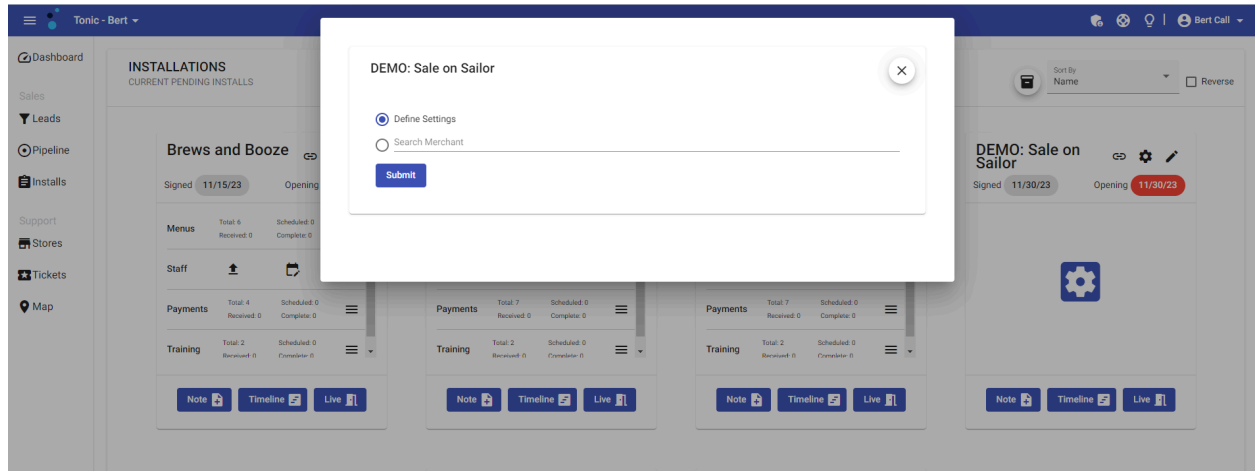 Tonic - Bert
Bert Call
Dashboard
Sales
Leads
Pipeline
Installs
Support
Stores
Tickets
Map
INSTALLATIONS
CURRENT PENDING INSTALLS
Sort By
Name
Reverse
DEMO: Sale on Sailor
Define Settings
Search Merchant
Submit
Brews and Booze
Signed 11/15/23 Opening
Menus Total: 6 Scheduled: 0
Received: 0 Complete: 0
Staff
Payments Total: 4 Scheduled: 0
Received: 0 Complete: 0
Training Total: 2 Scheduled: 0
Received: 0 Complete: 0
Note Timeline Live
Payments Total: 7 Scheduled: 0
Received: 0 Complete: 0
Training Total: 2 Scheduled: 0
Received: 0 Complete: 0
Note Timeline Live
Payments Total: 7 Scheduled: 0
Received: 0 Complete: 0
Training Total: 2 Scheduled: 0
Received: 0 Complete: 0
Note Timeline Live
DEMO: Sale on
Sailor
Signed 11/30/23 Opening 11/30/23
Note Timeline Live